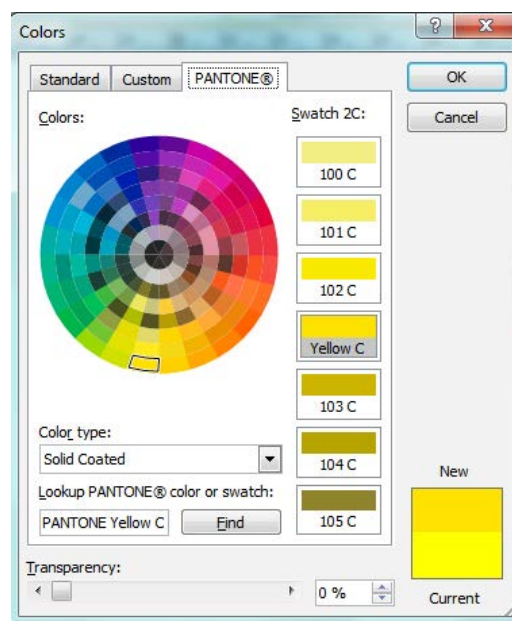 Colors
Standard
Custom
PANTONE®
OK
Cancel
Colors:
Swatch 2C:
100 C
101 C
102 C
Yellow C
103 C
104 C
105 C
Color type:
Solid Coated
Lookup PANTONE® color or swatch:
PANTONE Yellow C
Find
Transparency:
0 %
New
Current